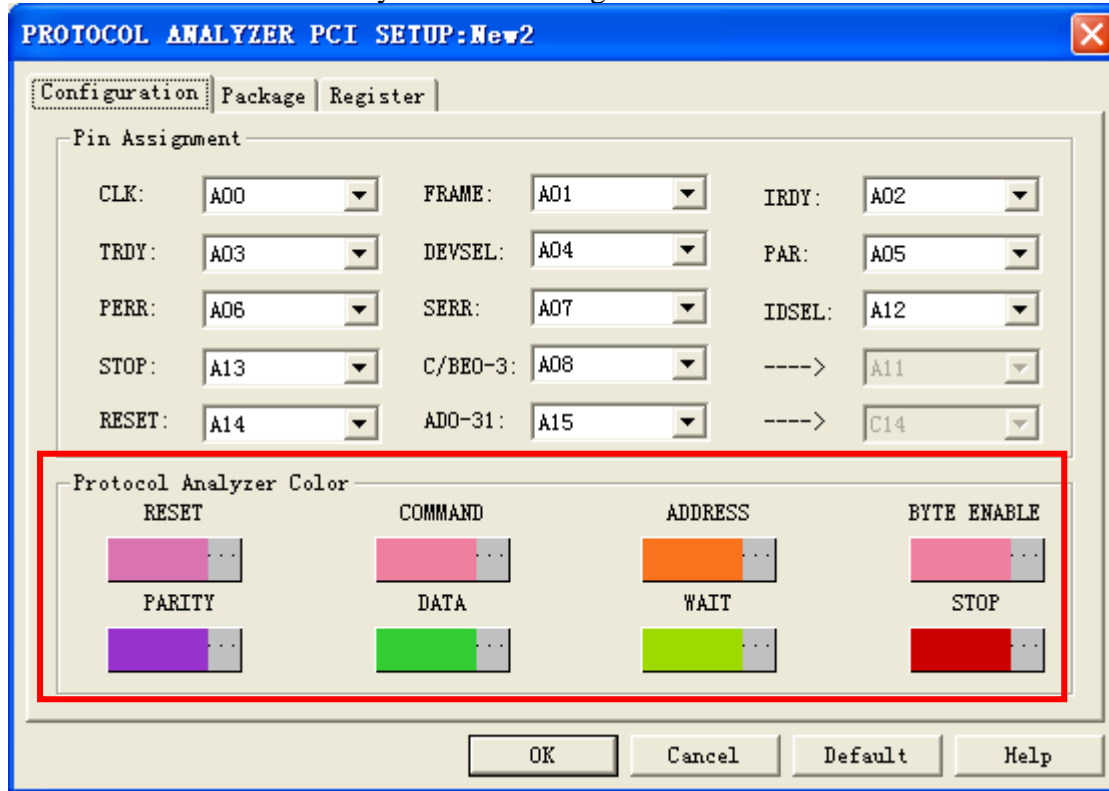 PROTOCOL ANALYZER PCI SETUP:New2
Configuration Package Register
Pin Assignment
CLK: A00 FRAME: A01 IRDY: A02
TRDY: A03 DEVSEL: A04 PAR: A05
PERR: A06 SERR: A07 IDSEL: A12
STOP: A13 C/BE0-3: A08 ----> A11
RESET: A14 AD0-31: A15 ----> C14
Protocol Analyzer Color
RESET COMMAND ADDRESS BYTE ENABLE
... ... ... ...
PARITY DATA WAIT STOP
... ... ... ...
OK Cancel Default Help